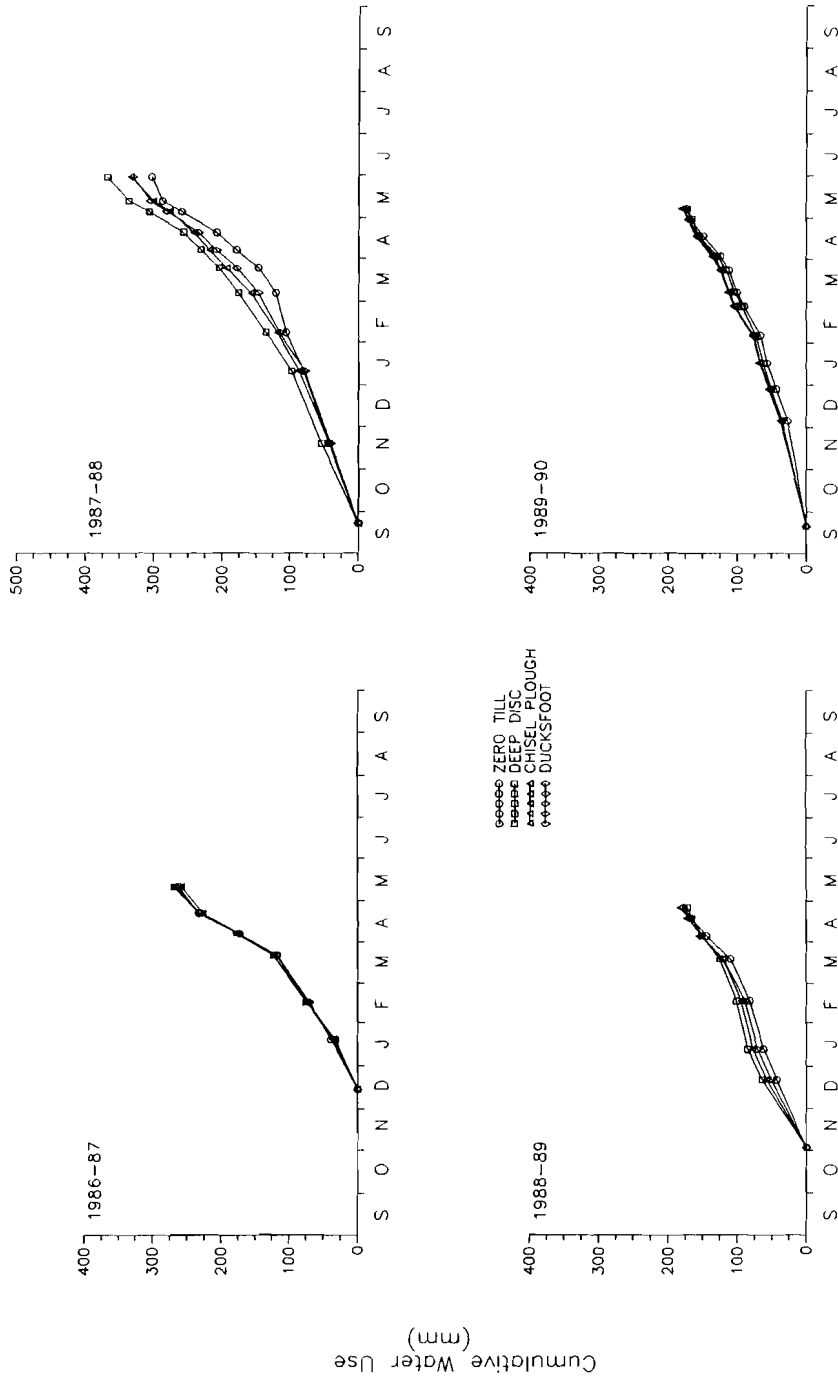 Cumulative Water Use
(mm)
1986-87
400
300
200
100
0
S O N D J F M A M J J A S
1987-88
500
400
300
200
100
0
S O N D J F M A M J J A S
ZERO TILL
DEEP DISC
CHISEL PLOUGH
DUCKSFOOT
1988-89
400
300
200
100
0
S O N D J F M A M J J A S
1989-90
400
300
200
100
0
S O N D J F M A M J J A S